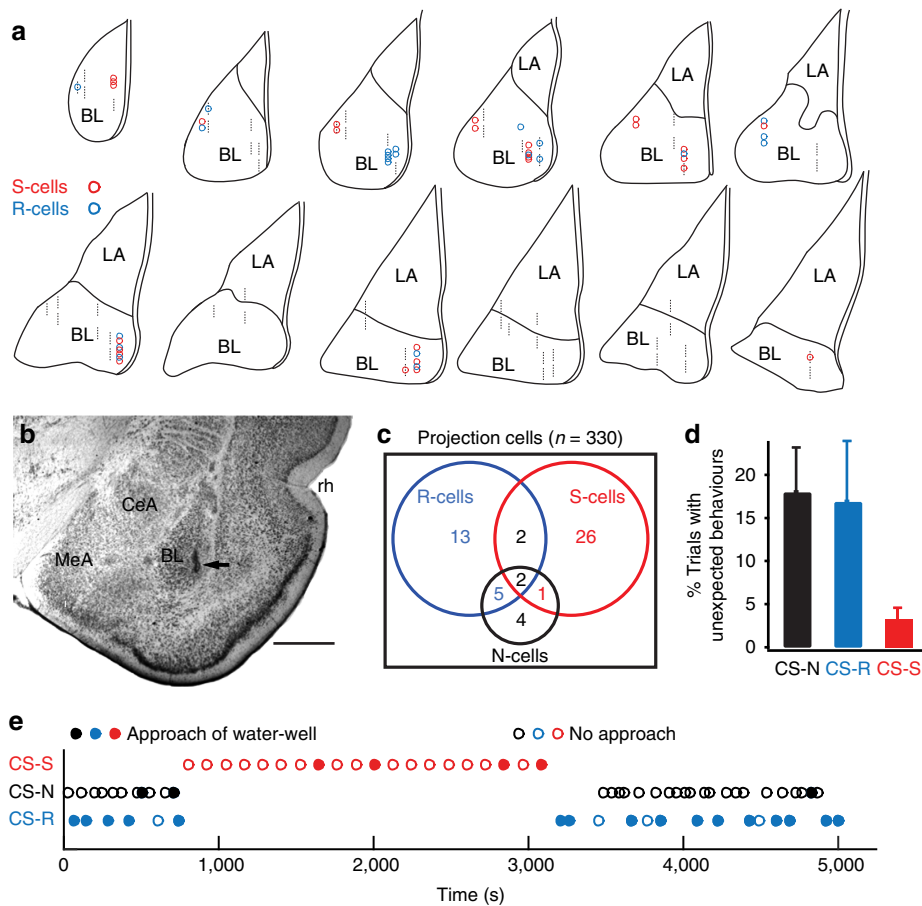 a
LA
LA
LA
BL
BL
BL
BL
BL
BL
S-cells
R-cells
LA
LA
LA
LA
LA
LA
BL
BL
BL
BL
BL
BL
b
CeA
MeA
BL
rh
c
Projection cells (n = 330)
R-cells
S-cells
13
2
26
2
5
1
4
N-cells
d
% Trials with
unexpected behaviours
20
15
10
5
0
CS-N CS-R CS-S
e
Approach of water-well
No approach
CS-S
CS-N
CS-R
0 1,000 2,000 3,000 4,000 5,000
Time (s)